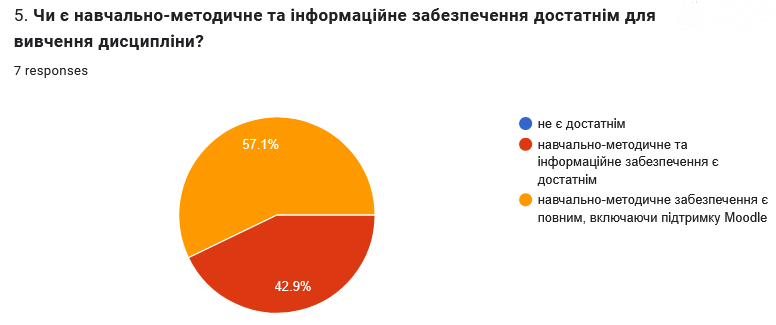 5. Чи є навчально-методичне та інформаційне забезпечення достатнім для
вивчення дисципліни?
7 responses
57.1%
42.9%
не є достатнім
навчально-методичне та
інформаційне забезпечення є
достатнім
навчально-методичне забезпечення є
повним, включаючи підтримку Moodle